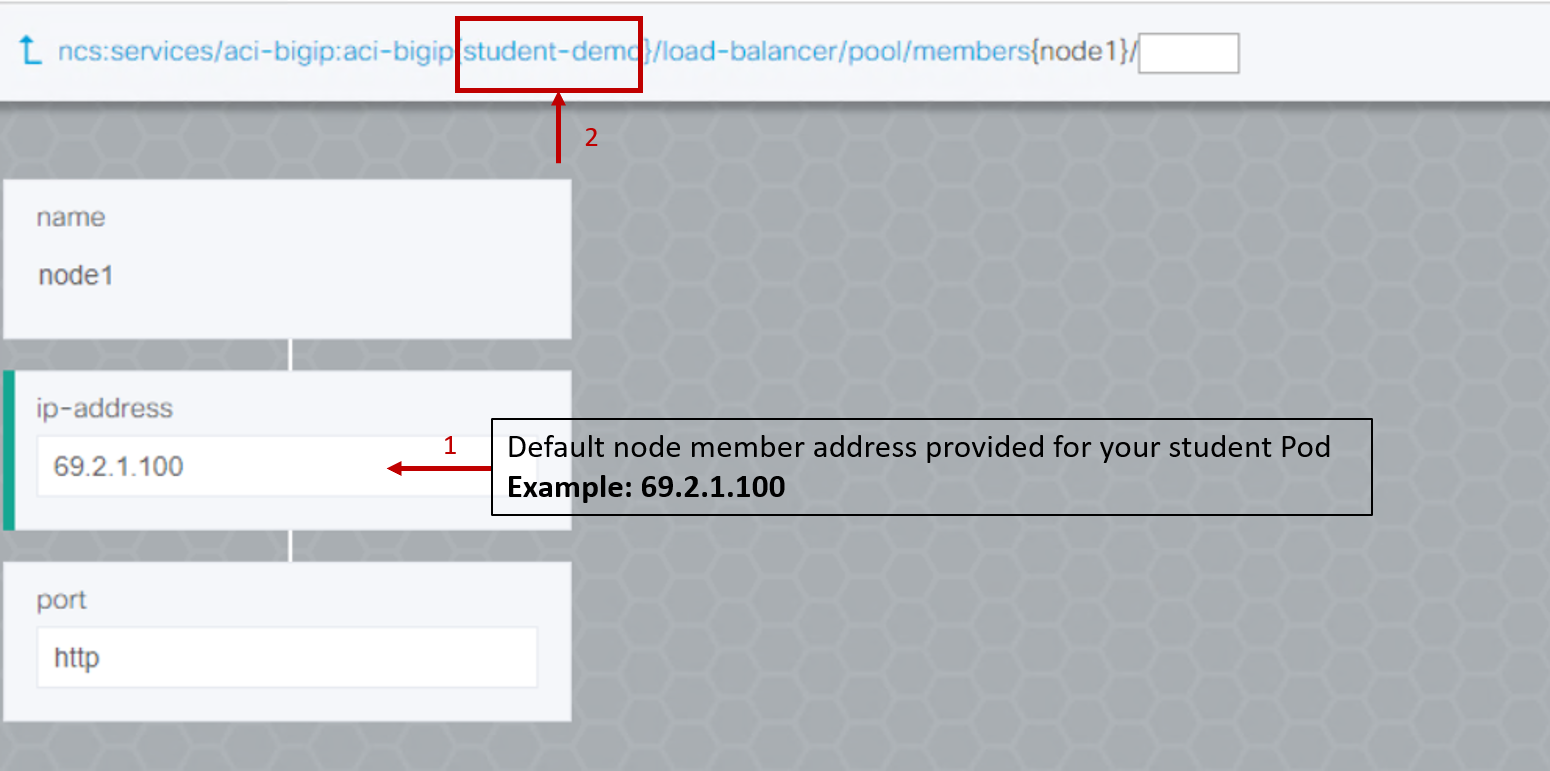 ncs:services/aci-bigip:aci-bigip{student-demo}/load-balancer/pool/members{node1}/
2
name
node1
ip-address
69.2.1.100
1
Default node member address provided for your student Pod
Example: 69.2.1.100
port
http